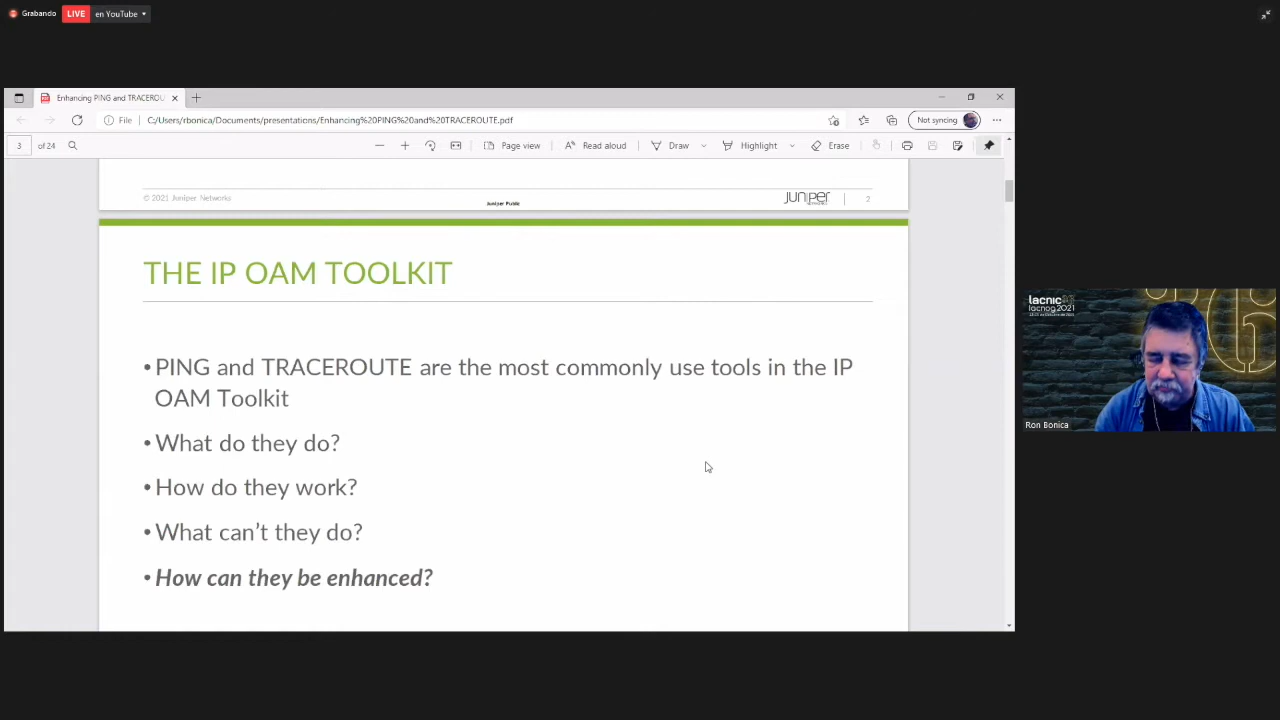 Grabando
LIVE
en YouTube
Enhancing PING and TRACEROU
File
C:/Users/rbonica/Documents/presentations/Enhancing%20PING%20and%20TRACEROUTE.pdf
Not syncing
3
of 24
Page view
Read aloud
Draw
Highlight
Erase
© 2021 Juniper Networks
Juniper Public
JUNIPER
NETWORKS
2
THE IP OAM TOOLKIT
•PING and TRACEROUTE are the most commonly use tools in the IP
OAM Toolkit
•What do they do?
•How do they work?
•What can’t they do?
•How can they be enhanced?
lacnic
lacnog2021
Ron Bonica